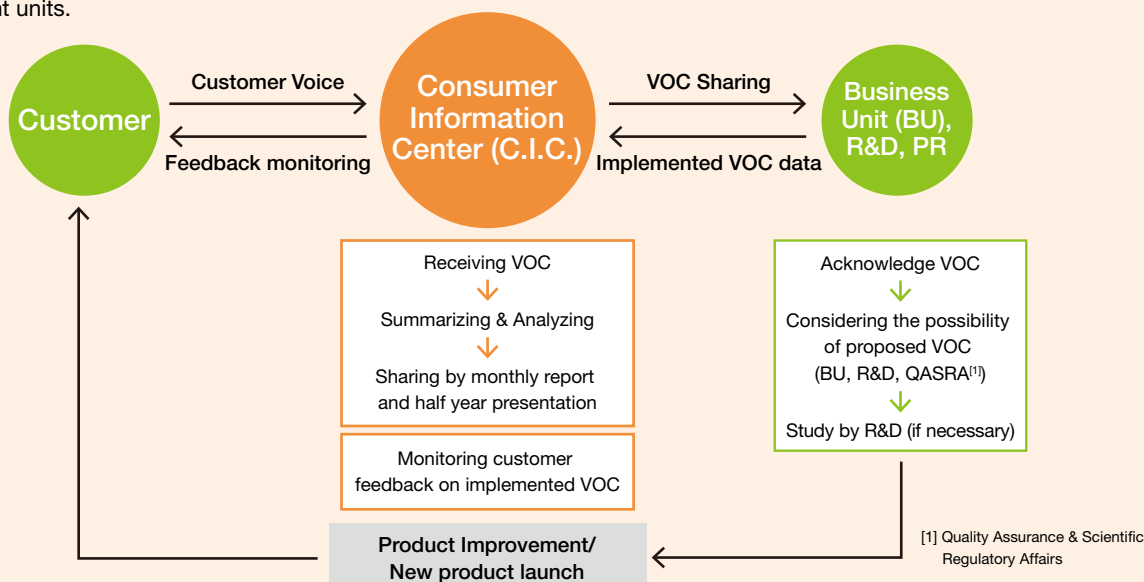 nt units.
Customer
Customer Voice
Feedback monitoring
Consumer
Information
Center (C.I.C.)
VOC Sharing
Implemented VOC data
Business
Unit (BU),
R&D, PR
Receiving VOC
Summarizing & Analyzing
Sharing by monthly report
and half year presentation
Monitoring customer
feedback on implemented VOC
Acknowledge VOC
Considering the possibility
of proposed VOC
(BU, R&D, QASRA[1])
Study by R&D (if necessary)
Product Improvement/
New product launch
[1] Quality Assurance & Scientific
Regulatory Affairs